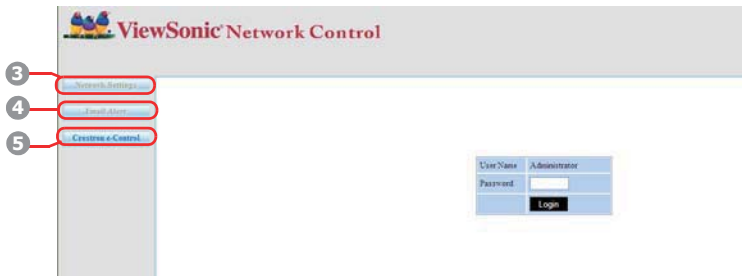 ViewSonic® Network Control
3
Network Settings
4
Email Alert
5
Crestron e-Control
User Name Administrator
Password
Login